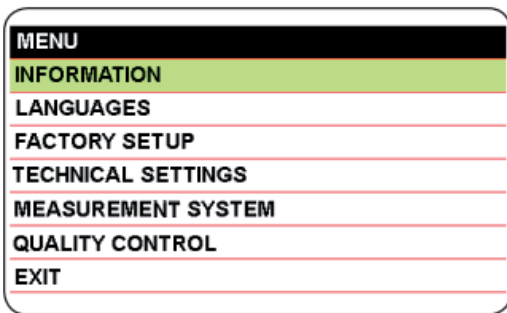 MENU
INFORMATION
LANGUAGES
FACTORY SETUP
TECHNICAL SETTINGS
MEASUREMENT SYSTEM
QUALITY CONTROL
EXIT